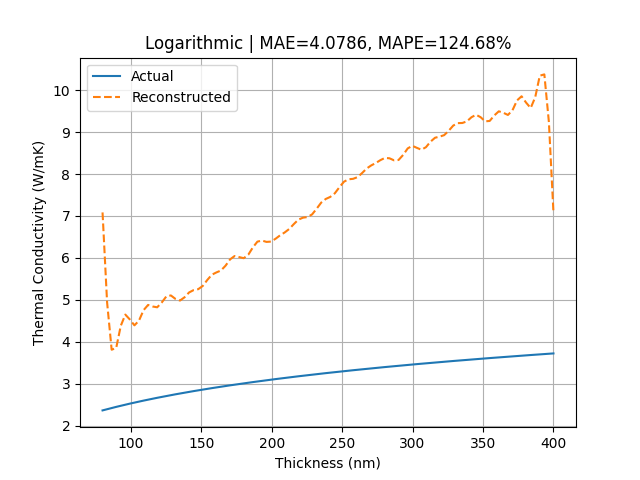 Logarithmic | MAE=4.0786, MAPE=124.68%
Actual
Reconstructed
Thermal Conductivity (W/mK)
10
9
8
7
6
5
4
3
2
100 150 200 250 300 350 400
Thickness (nm)